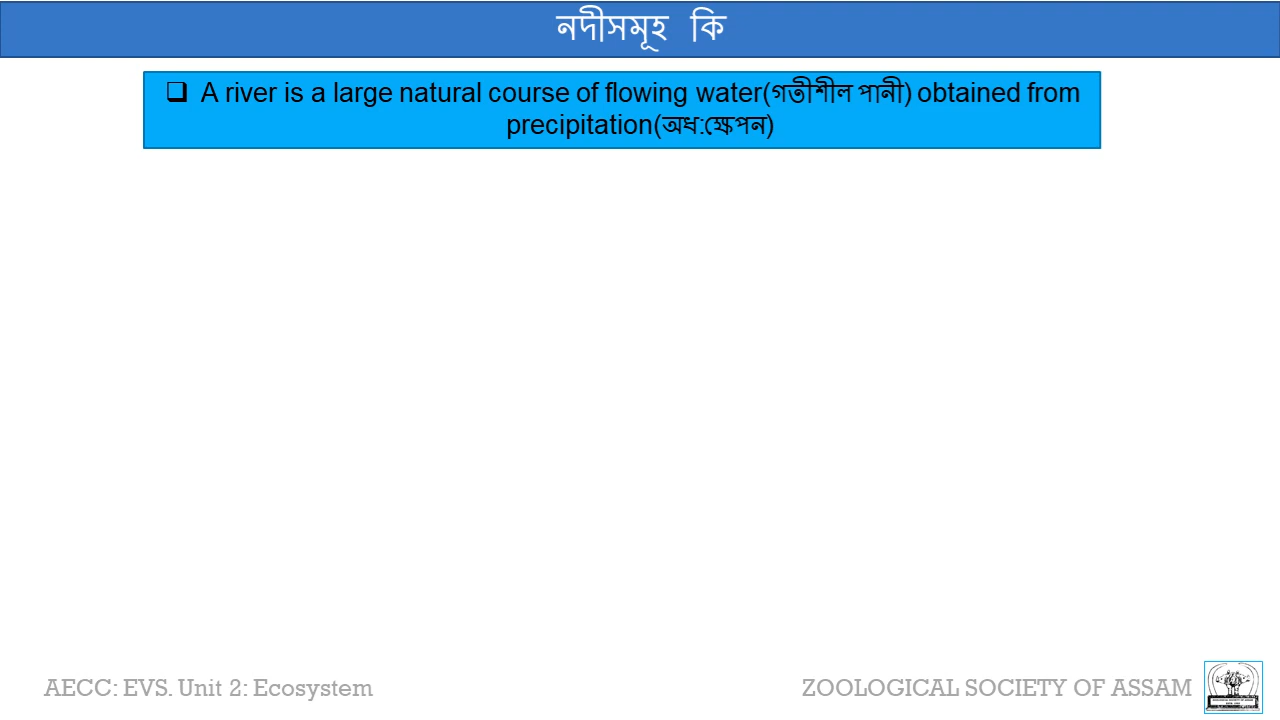 নদীসমূহ কি
❑ A river is a large natural course of flowing water(গতীশীল পানী) obtained from
precipitation(অধ:ক্ষেপন)
AECC: EVS. Unit 2: Ecosystem
ZOOLOGICAL SOCIETY OF ASSAM